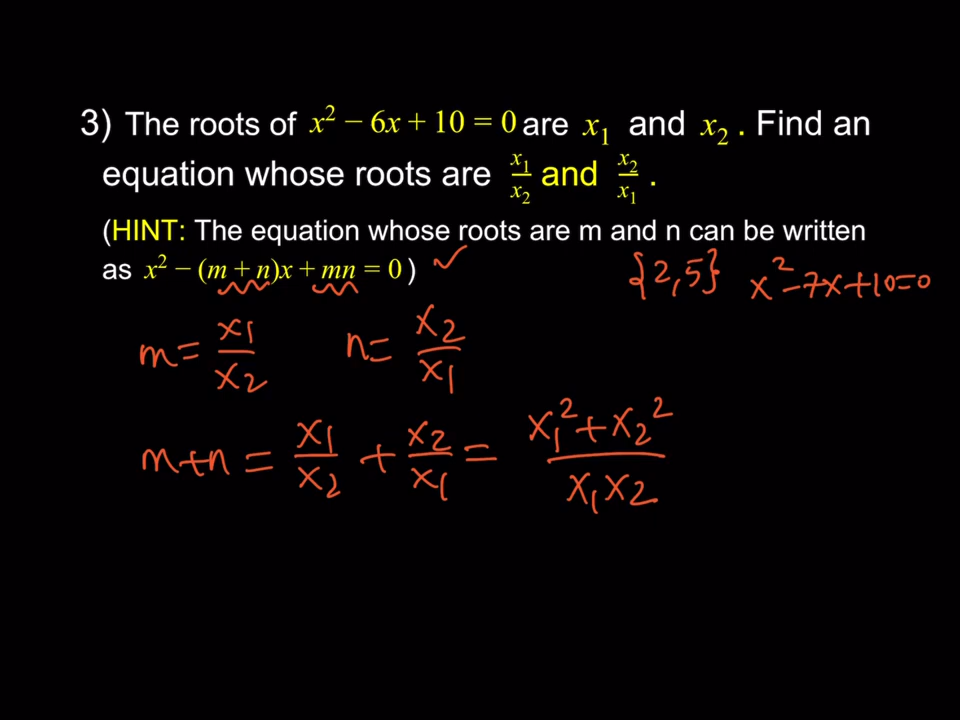 3) The roots of x² − 6x + 10 = 0 are x₁ and x₂ . Find an
equation whose roots are x₁/x₂ and x₂/x₁ .
(HINT: The equation whose roots are m and n can be written
as x² − (m + n)x + mn = 0 ) ✓
{2,5} x²−7x+10=0
m = x₁/x₂ n = x₂/x₁
m+n = x₁/x₂ + x₂/x₁ = (x₁²+x₂²)/(x₁x₂)